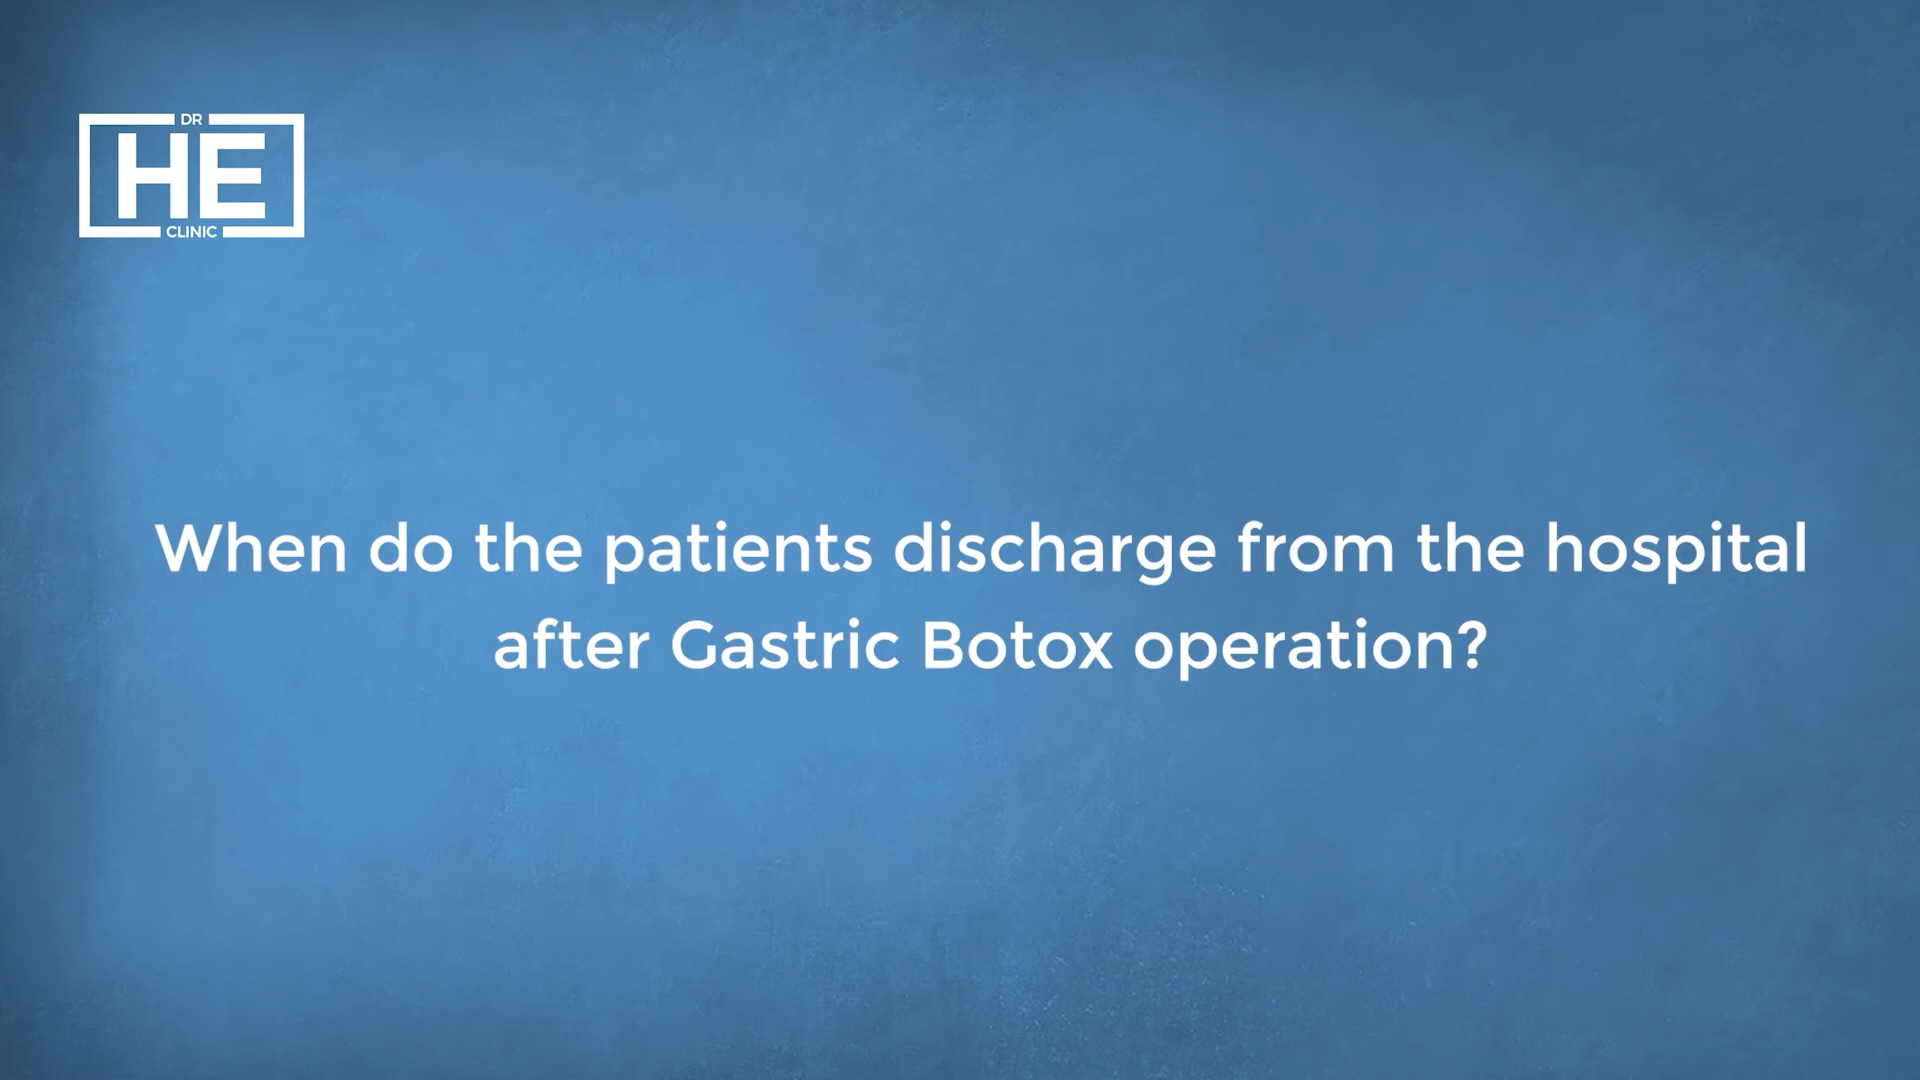 DR
HE
CLINIC
When do the patients discharge from the hospital
after Gastric Botox operation?